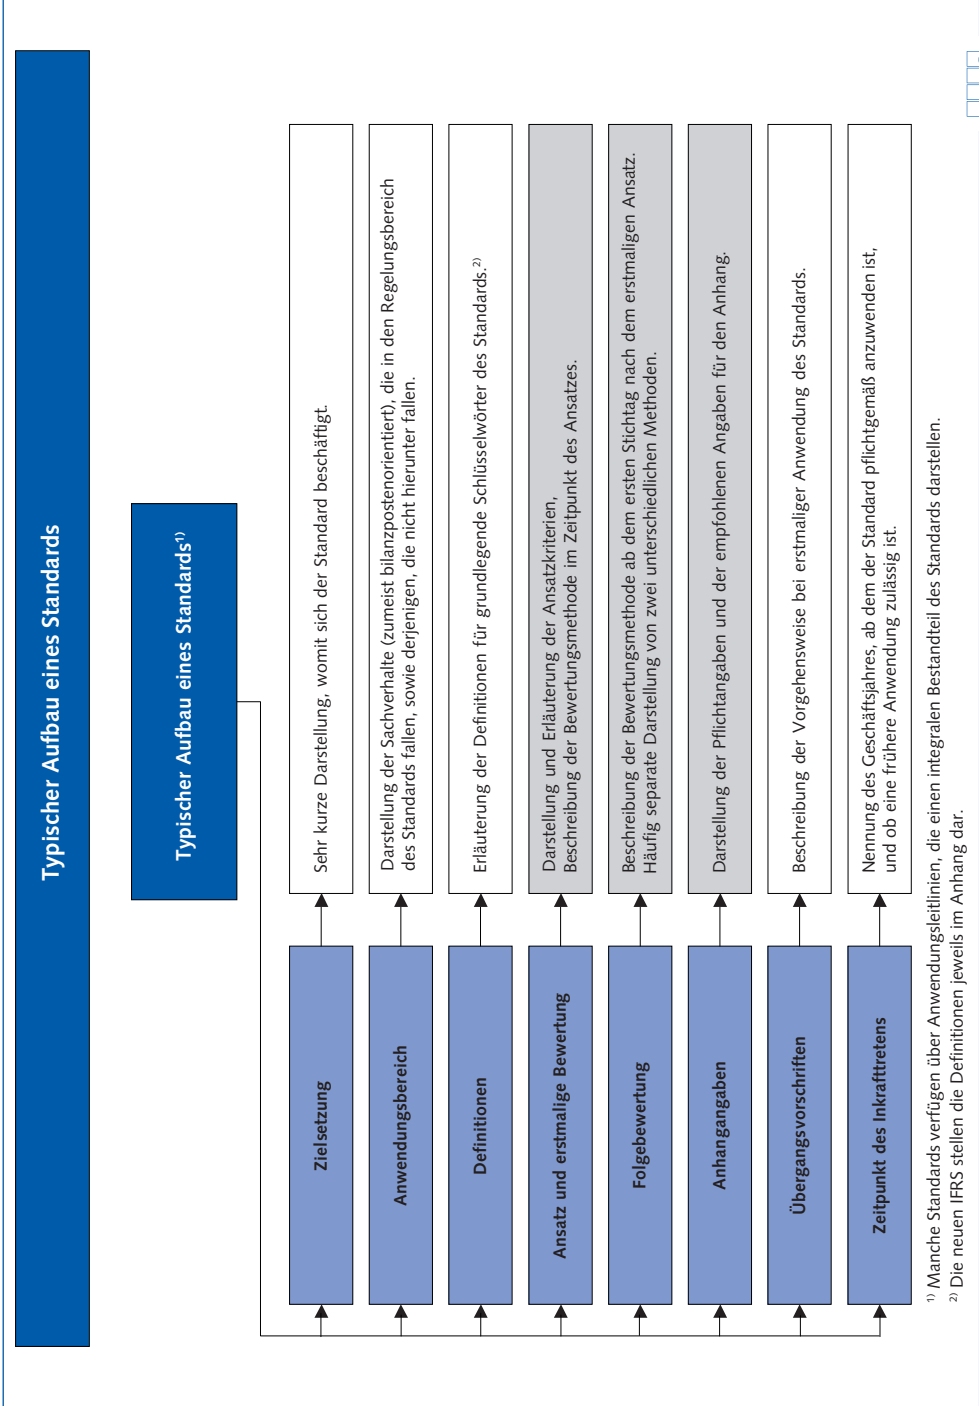 Typischer Aufbau eines Standards
Typischer Aufbau eines Standards1)
Zielsetzung
Sehr kurze Darstellung, womit sich der Standard beschäftigt.
Anwendungsbereich
Darstellung der Sachverhalte (zumeist bilanzpostenorientiert), die in den Regelungsbereich
des Standards fallen, sowie derjenigen, die nicht hierunter fallen.
Definitionen
Erläuterung der Definitionen für grundlegende Schlüsselwörter des Standards.2)
Ansatz und erstmalige Bewertung
Darstellung und Erläuterung der Ansatzkriterien,
Beschreibung der Bewertungsmethode im Zeitpunkt des Ansatzes.
Folgebewertung
Beschreibung der Bewertungsmethode ab dem ersten Stichtag nach dem erstmaligen Ansatz.
Häufig separate Darstellung von zwei unterschiedlichen Methoden.
Anhangangaben
Darstellung der Pflichtangaben und der empfohlenen Angaben für den Anhang.
Übergangsvorschriften
Beschreibung der Vorgehensweise bei erstmaliger Anwendung des Standards.
Zeitpunkt des Inkrafttretens
Nennung des Geschäftsjahres, ab dem der Standard pflichtgemäß anzuwenden ist,
und ob eine frühere Anwendung zulässig ist.
1) Manche Standards verfügen über Anwendungsleitlinien, die einen integralen Bestandteil des Standards darstellen.
2) Die neuen IFRS stellen die Definitionen jeweils im Anhang dar.